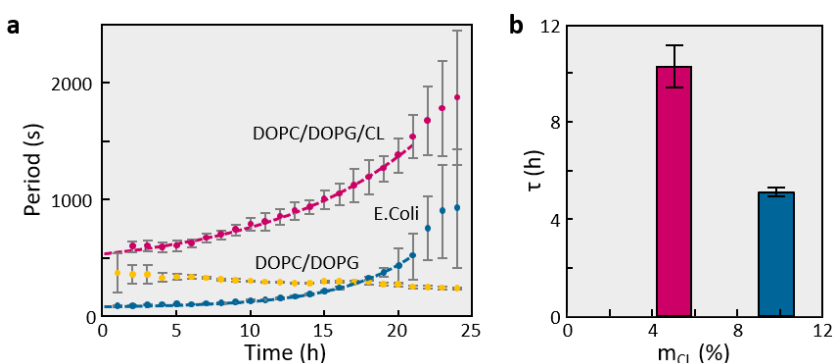 a
b
Period (s)
2000
1000
0
DOPC/DOPG/CL
E.Coli
DOPC/DOPG
0
5
10
15
20
25
Time (h)
τ (h)
12
8
4
0
0
4
8
12
m_CL (%)